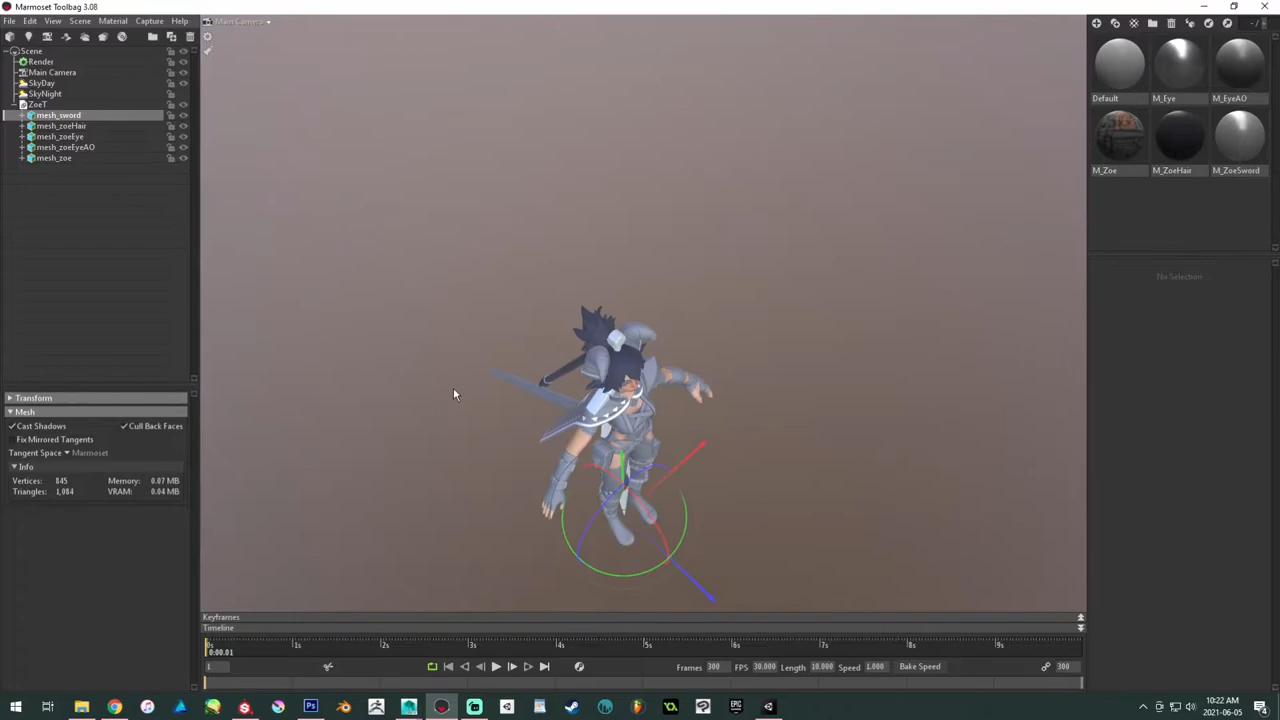 Marmoset Toolbag 3.08
File Edit View Scene Material Capture Help
Main Camera
Scene
Render
Main Camera
SkyDay
SkyNight
ZoeT
mesh_sword
mesh_zoeHair
mesh_zoeEye
mesh_zoeEyeAO
mesh_zoe
Default M_Eye M_EyeAO
M_Zoe M_ZoeHair M_ZoeSword
No Selection
Transform
Mesh
Cast Shadows Cull Back Faces
Fix Mirrored Tangents
Tangent Space Marmoset
Info
Vertices: 845 Memory: 0.07 MB
Triangles: 1,084 VRAM: 0.04 MB
Keyframes
Timeline
0s 1s 2s 3s 4s 5s 6s 7s 8s 9s
0:00.01
1 Frames 300 FPS 30.000 Length 10.000 Speed 1.000 Bake Speed 300
10:22 AM
2021-06-05